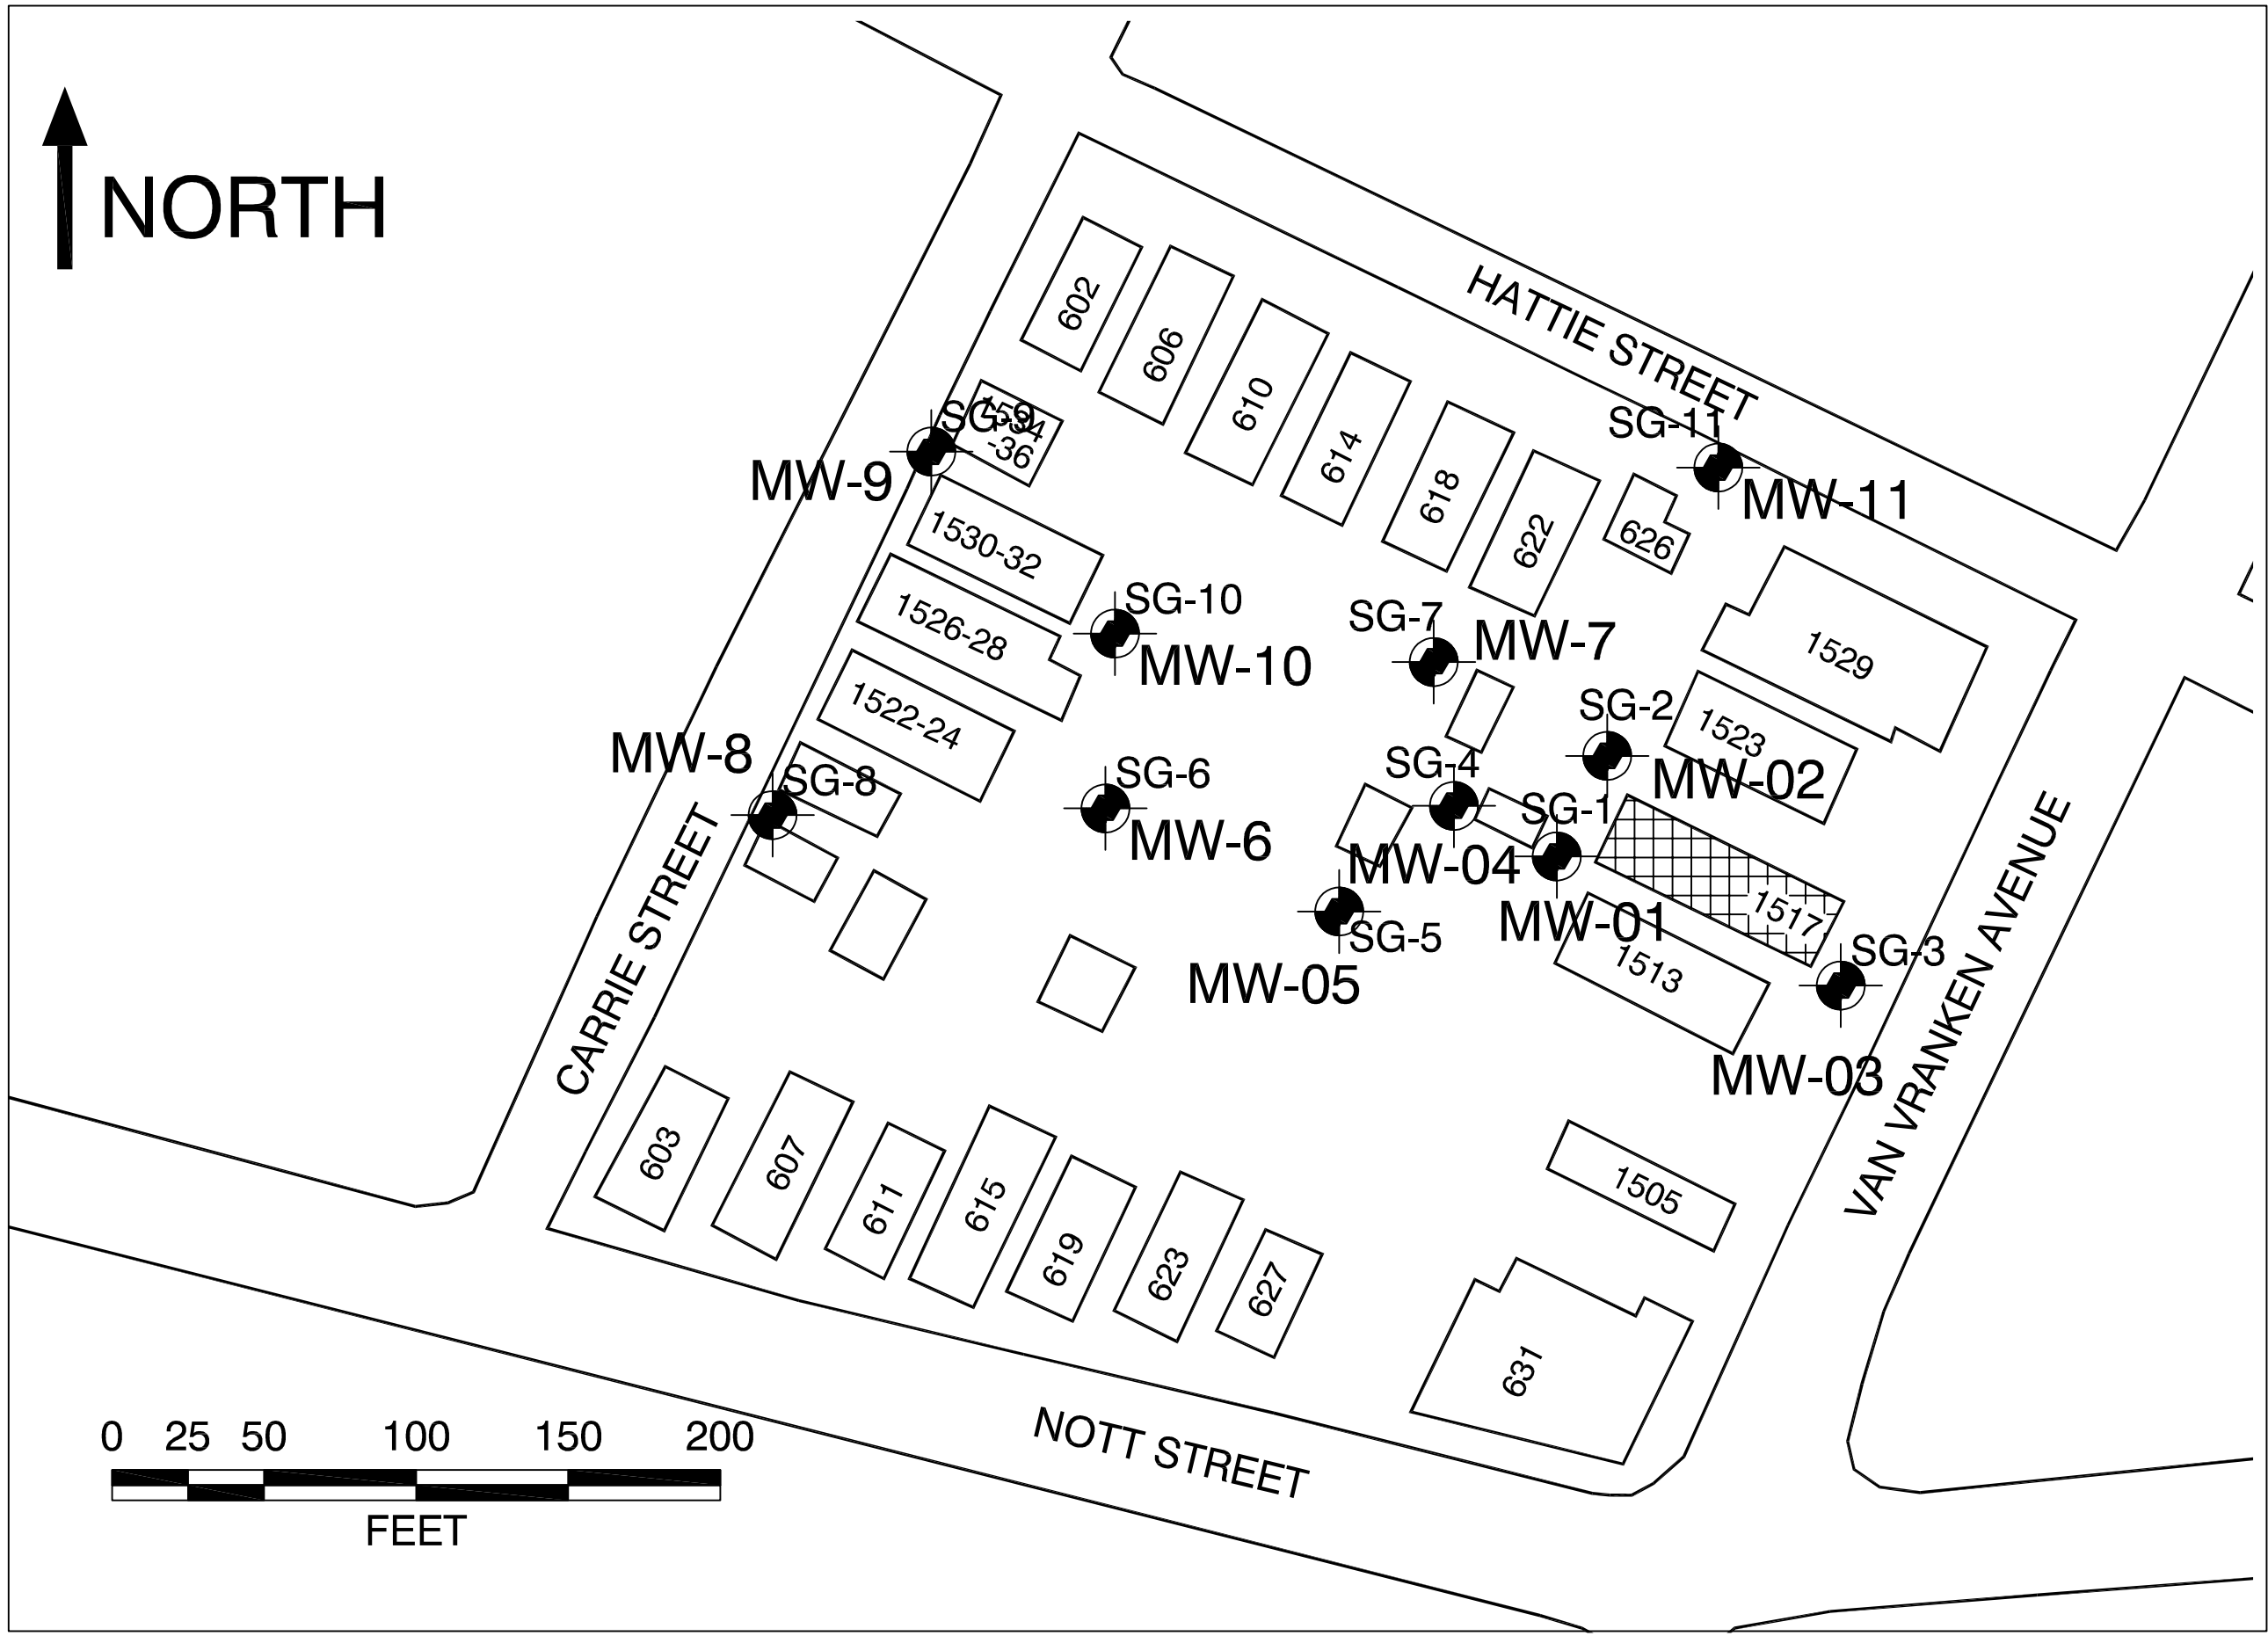 NORTH
HATTIE STREET
602
606
610
614
618
622
626
SG-11
MW-11
SG-9
1534
-36
MW-9
1530-32
1526-28
1522-24
SG-10
MW-10
SG-7
MW-7
1529
SG-2
1523
MW-02
MW-8
SG-8
SG-6
MW-6
SG-4
MW-04
SG-1
MW-01
1517
SG-5
MW-05
1513
SG-3
MW-03
CARRIE STREET
VAN VRANKEN AVENUE
603
607
611
615
619
623
627
1505
631
NOTT STREET
0 25 50 100 150 200
FEET